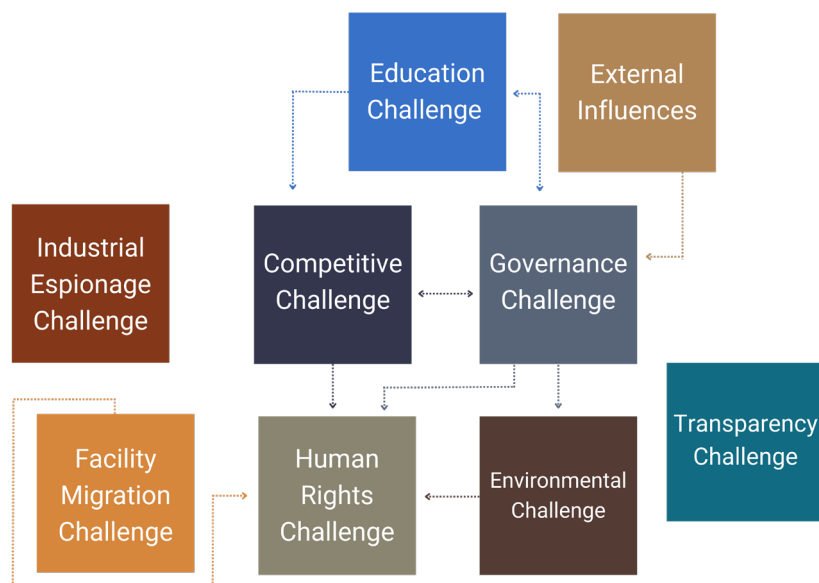 Education
Challenge
External
Influences
Industrial
Espionage
Challenge
Competitive
Challenge
Governance
Challenge
Transparency
Challenge
Facility
Migration
Challenge
Human
Rights
Challenge
Environmental
Challenge